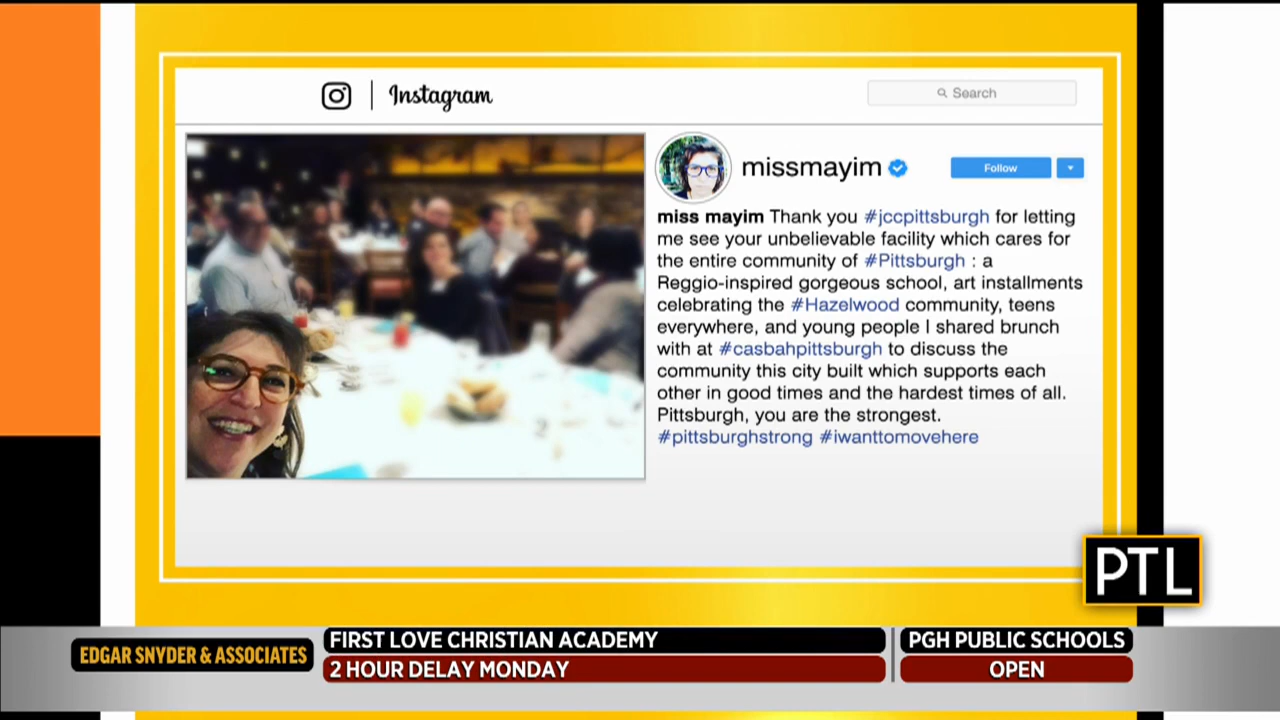 Instagram
Search
missmayim
Follow
miss mayim Thank you #jccpittsburgh for letting
me see your unbelievable facility which cares for
the entire community of #Pittsburgh : a
Reggio-inspired gorgeous school, art installments
celebrating the #Hazelwood community, teens
everywhere, and young people I shared brunch
with at #casbahpittsburgh to discuss the
community this city built which supports each
other in good times and the hardest times of all.
Pittsburgh, you are the strongest.
#pittsburghstrong #iwanttomovehere
PTL
EDGAR SNYDER & ASSOCIATES
FIRST LOVE CHRISTIAN ACADEMY
2 HOUR DELAY MONDAY
PGH PUBLIC SCHOOLS
OPEN